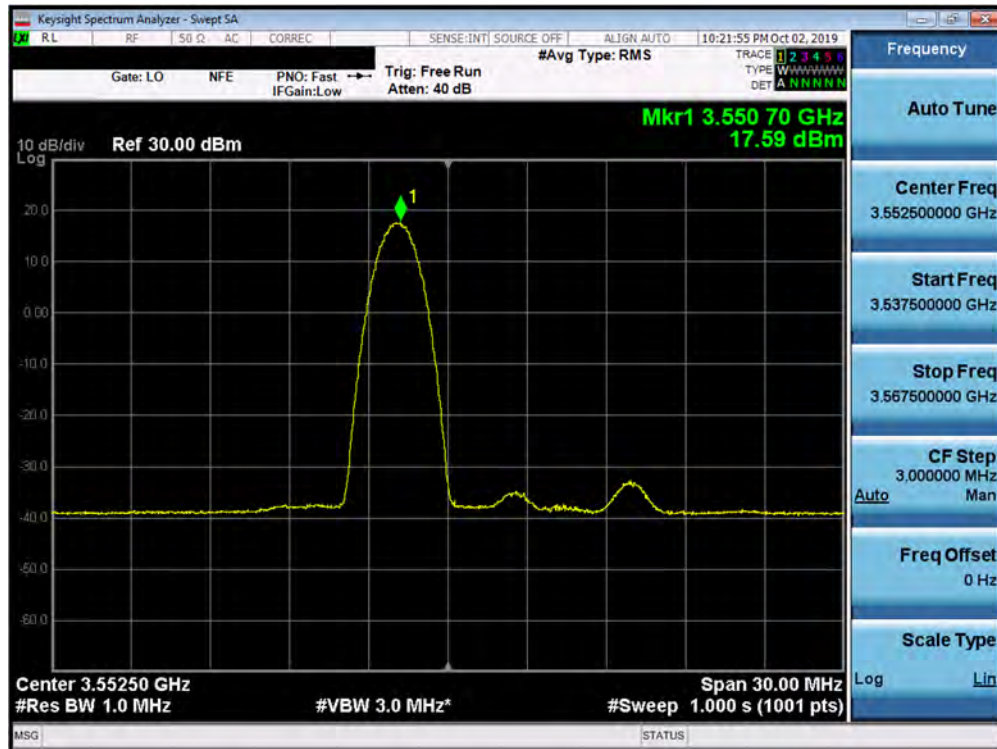 Keysight Spectrum Analyzer - Swept SA
LXI RL RF 50 Ω AC CORREC SENSE:INT SOURCE OFF ALIGN AUTO 10:21:55 PM Oct 02, 2019
#Avg Type: RMS
TRACE 1 2 3 4 5 6
TYPE W W W W W W
DET A N N N N N
Gate: LO NFE PNO: Fast Trig: Free Run
IFGain:Low Atten: 40 dB
Mkr1 3.550 70 GHz
17.59 dBm
10 dB/div Ref 30.00 dBm
Log
1
20.0
10.0
0.00
-10.0
-20.0
-30.0
-40.0
-50.0
-60.0
Center 3.55250 GHz Span 30.00 MHz
#Res BW 1.0 MHz #VBW 3.0 MHz* #Sweep 1.000 s (1001 pts)
MSG STATUS
Frequency
Auto Tune
Center Freq
3.552500000 GHz
Start Freq
3.537500000 GHz
Stop Freq
3.567500000 GHz
CF Step
3.000000 MHz
Auto Man
Freq Offset
0 Hz
Scale Type
Log Lin